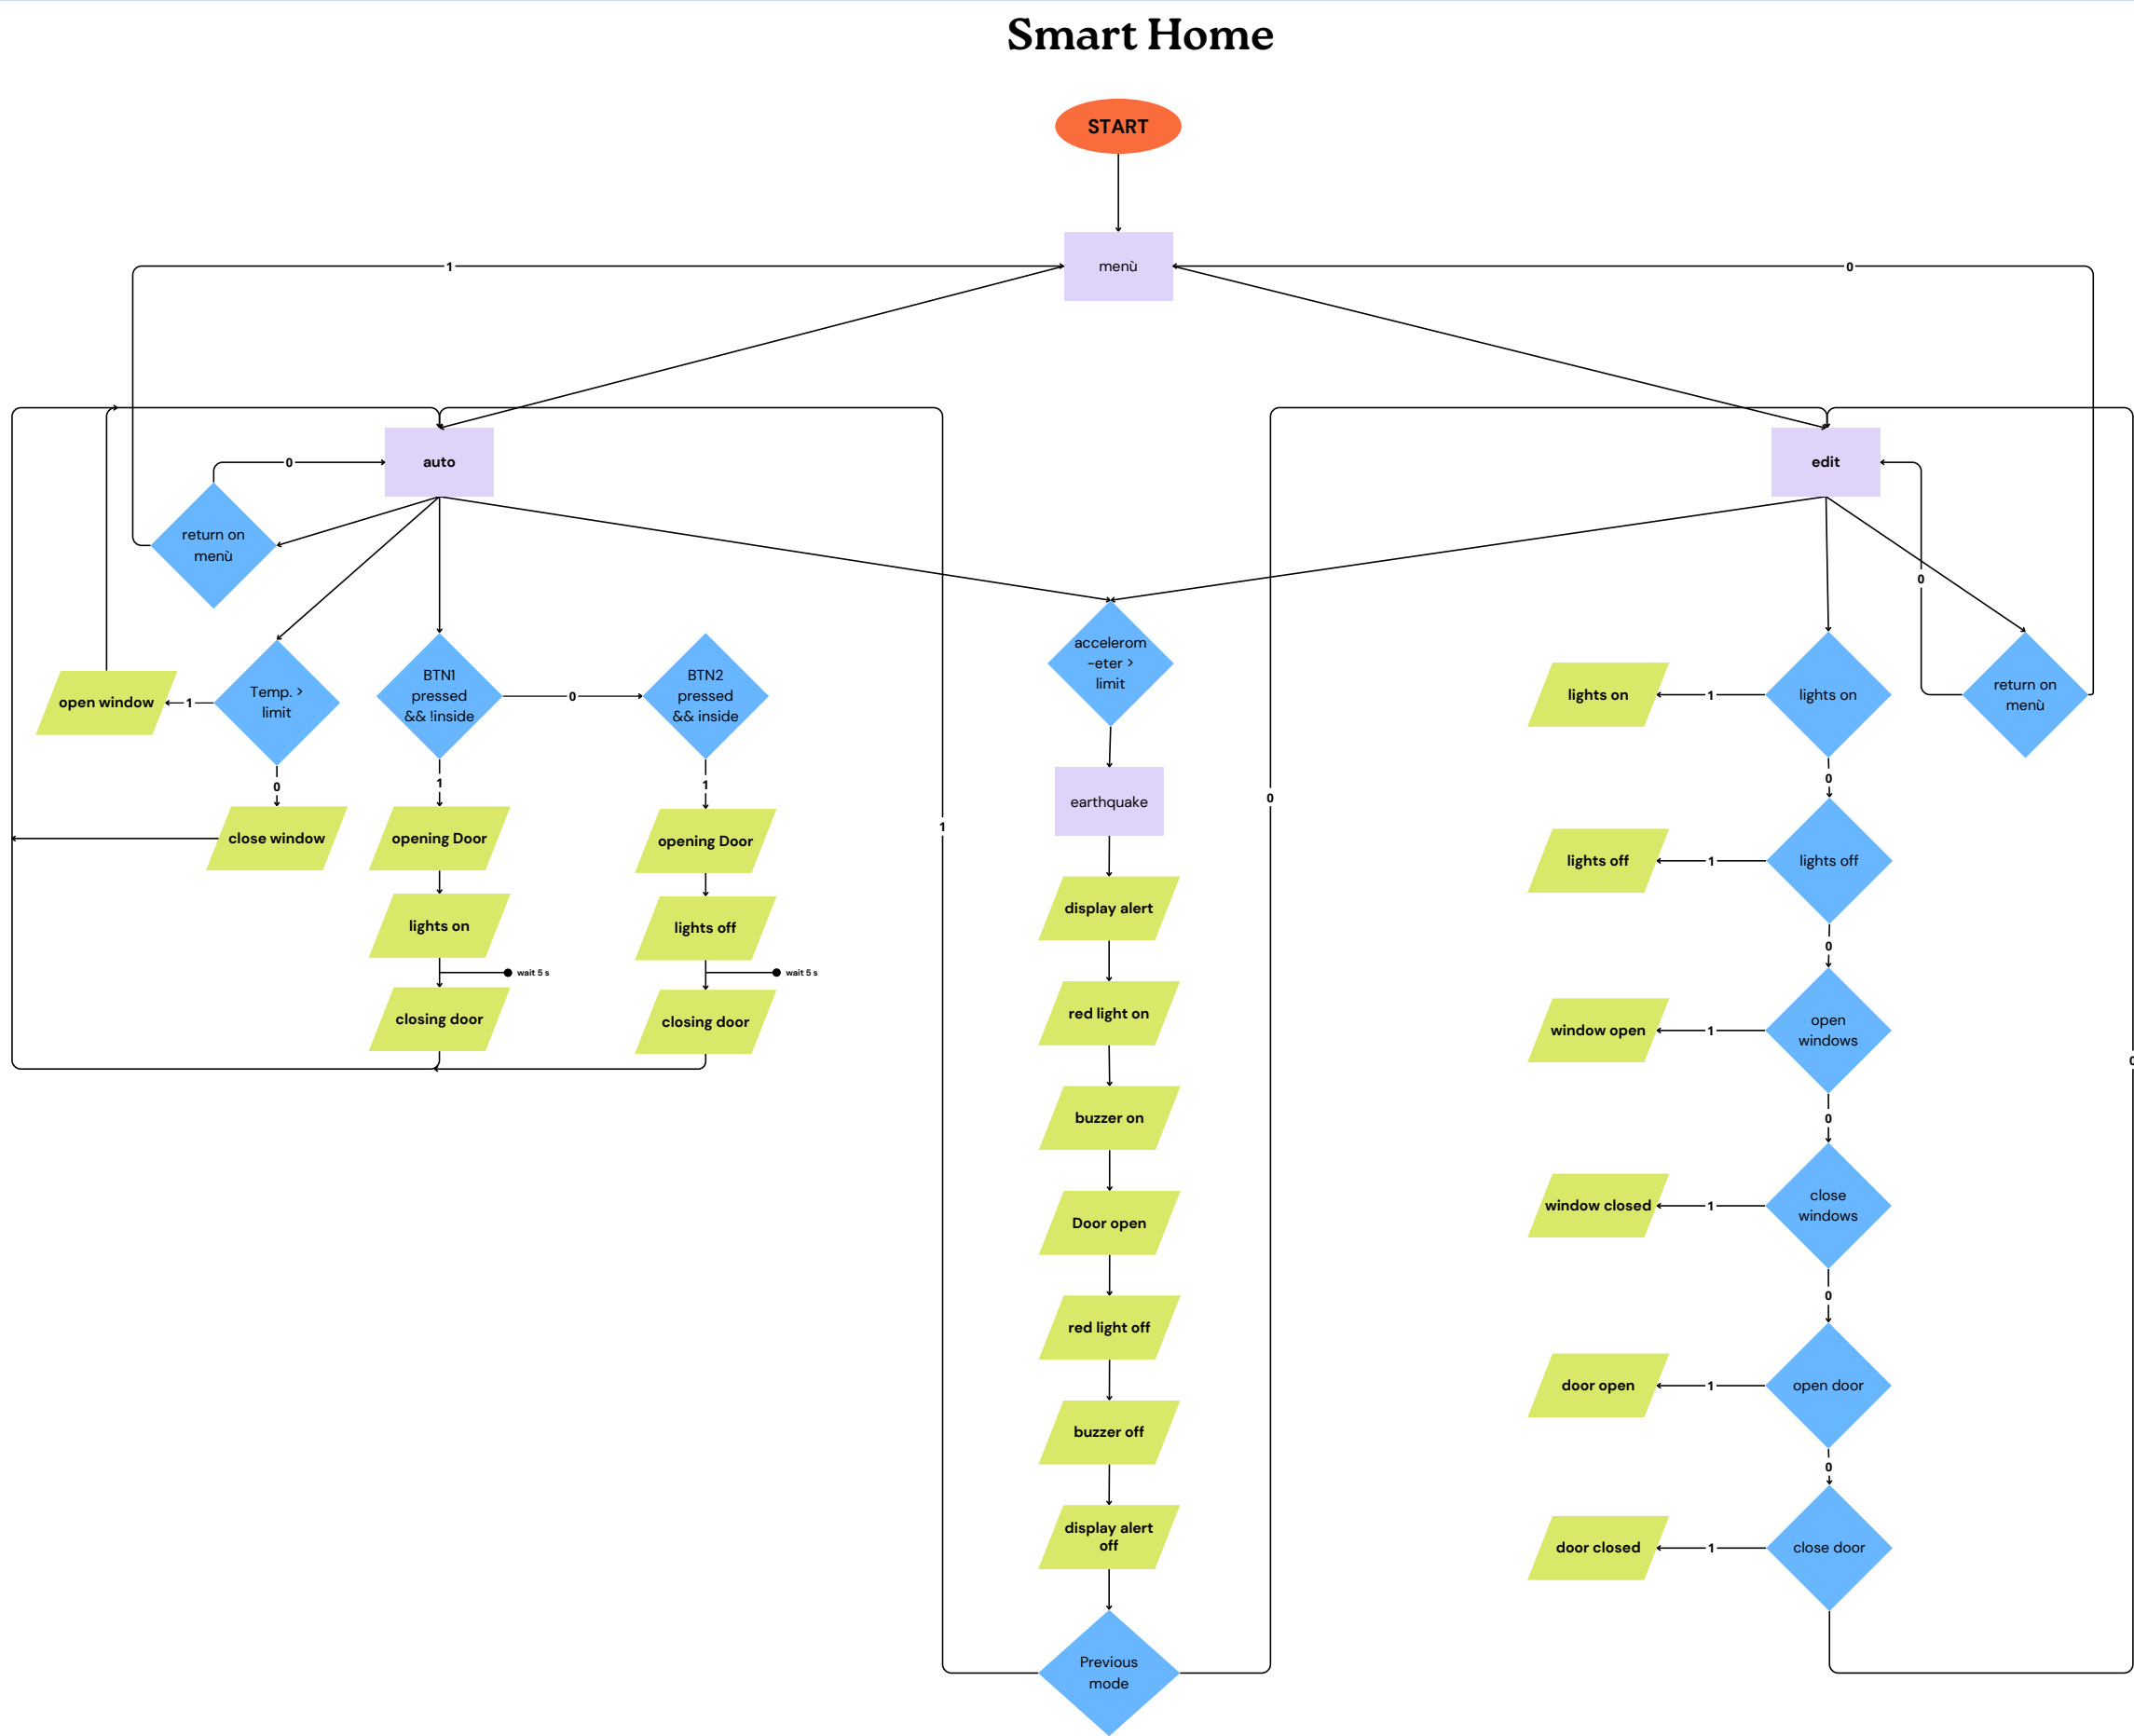 Smart Home
START
menù
1
0
auto
edit
0
0
return on
menù
open window
1
Temp. >
limit
0
close window
BTN1
pressed
&& !inside
0
BTN2
pressed
&& inside
1
opening Door
lights on
wait 5 s
closing door
1
opening Door
lights off
wait 5 s
closing door
1
accelerom
-eter >
limit
earthquake
display alert
red light on
buzzer on
Door open
red light off
buzzer off
display alert
off
Previous
mode
0
lights on
1
lights on
return on
menù
0
lights off
1
lights off
0
window open
1
open
windows
0
0
window closed
1
close
windows
0
door open
1
open door
0
door closed
1
close door